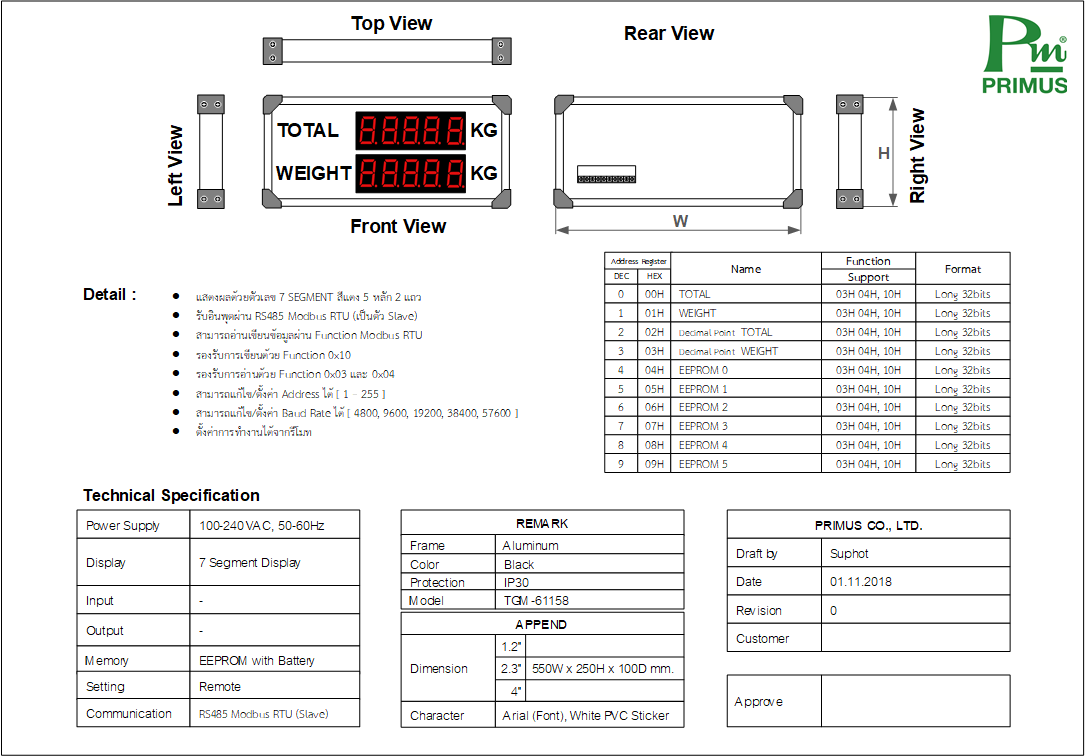 Top View
Rear View
Pm®
PRIMUS
Left View
TOTAL 8.8.8.8.8. KG
WEIGHT 8.8.8.8.8. KG
Front View
W
H
Right View
Detail :
• แสดงผลด้วยตัวเลข 7 SEGMENT สีแดง 5 หลัก 2 แถว
• รับอินพุตผ่าน RS485 Modbus RTU (เป็นตัว Slave)
• สามารถอ่านเขียนข้อมูลผ่าน Function Modbus RTU
• รองรับการเขียนด้วย Function 0x10
• รองรับการอ่านด้วย Function 0x03 และ 0x04
• สามารถแก้ไข/ตั้งค่า Address ได้ [ 1 - 255 ]
• สามารถแก้ไข/ตั้งค่า Baud Rate ได้ [ 4800, 9600, 19200, 38400, 57600 ]
• ตั้งค่าการทำงานได้จากรีโมท
Address Register Name Function Format
DEC HEX Support
0 00H TOTAL 03H 04H, 10H Long 32bits
1 01H WEIGHT 03H 04H, 10H Long 32bits
2 02H Decimal Point TOTAL 03H 04H, 10H Long 32bits
3 03H Decimal Point WEIGHT 03H 04H, 10H Long 32bits
4 04H EEPROM 0 03H 04H, 10H Long 32bits
5 05H EEPROM 1 03H 04H, 10H Long 32bits
6 06H EEPROM 2 03H 04H, 10H Long 32bits
7 07H EEPROM 3 03H 04H, 10H Long 32bits
8 08H EEPROM 4 03H 04H, 10H Long 32bits
9 09H EEPROM 5 03H 04H, 10H Long 32bits
Technical Specification
Power Supply 100-240 VAC, 50-60Hz
Display 7 Segment Display
Input -
Output -
Memory EEPROM with Battery
Setting Remote
Communication RS485 Modbus RTU (Slave)
REMARK
Frame Aluminum
Color Black
Protection IP30
Model TGM-61158
APPEND
Dimension
1.2"
2.3" 550W x 250H x 100D mm.
4"
Character Arial (Font), White PVC Sticker
PRIMUS CO., LTD.
Draft by Suphot
Date 01.11.2018
Revision 0
Customer
Approve